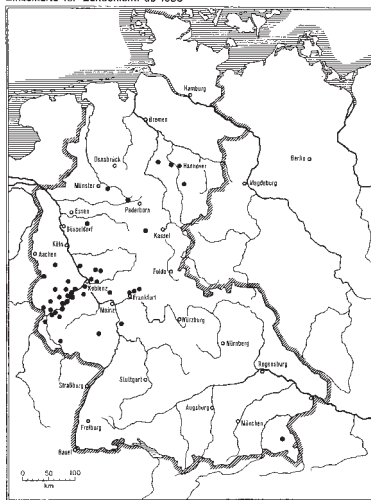 Hamburg
Bremen
Osnabrück
Hannover
Berlin
Münster
Magdeburg
Paderborn
Essen
Düsseldorf
Kassel
Köln
Aachen
Fulda
Koblenz
Frankfurt
Mainz
Würzburg
Nürnberg
Regensburg
Straßburg
Stuttgart
Augsburg
München
Freiburg
Basel
0 50 100
km